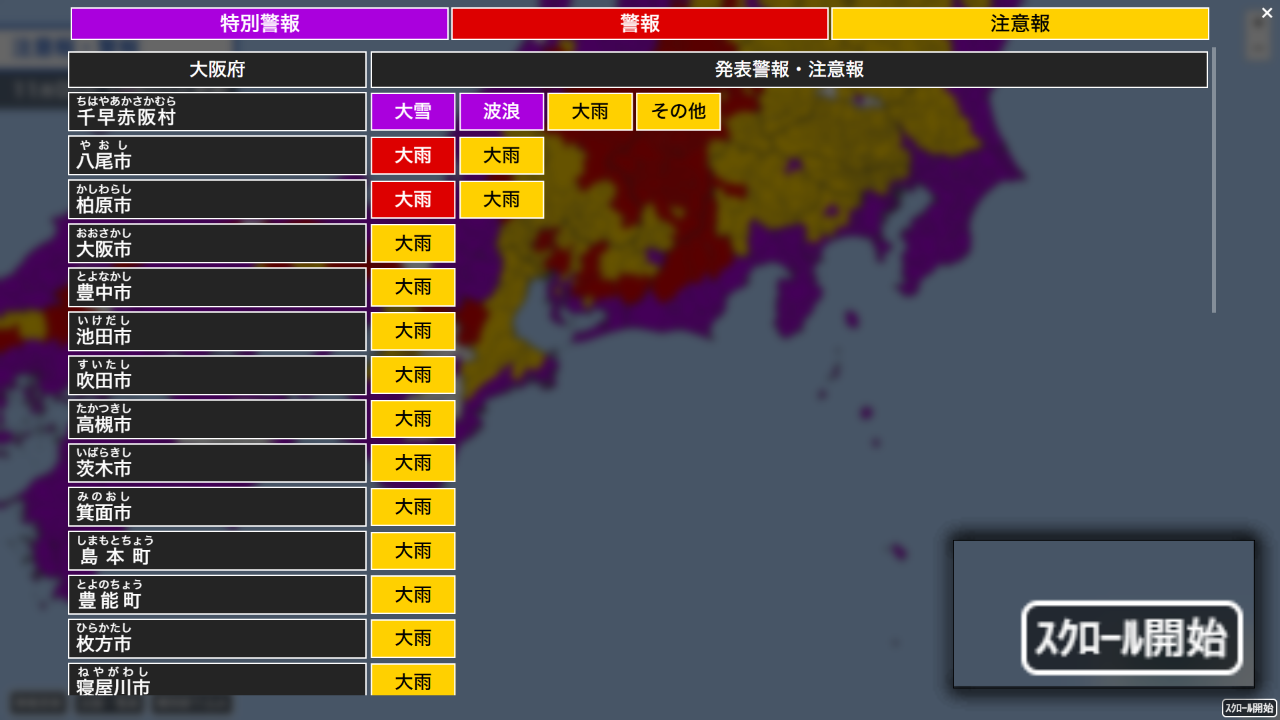 特別警報 警報 注意報 ×
大阪府 発表警報・注意報
ちはやあかさかむら
千早赤阪村 大雪 波浪 大雨 その他
やおし
八尾市 大雨 大雨
かしわらし
柏原市 大雨 大雨
おおさかし
大阪市 大雨
とよなかし
豊中市 大雨
いけだし
池田市 大雨
すいたし
吹田市 大雨
たかつきし
高槻市 大雨
いばらきし
茨木市 大雨
みのおし
箕面市 大雨
しまもとちょう
島本町 大雨
とよのちょう
豊能町 大雨
ひらかたし
枚方市 大雨
ねやがわし
寝屋川市 大雨
ｽｸﾛｰﾙ開始
ｽｸﾛｰﾙ開始